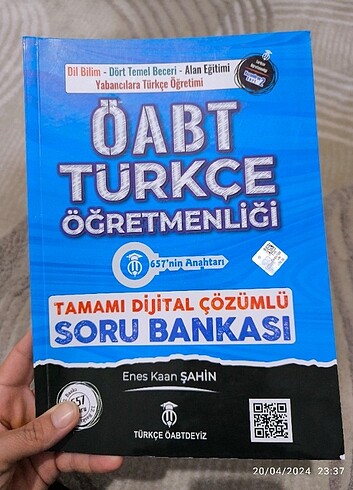 Dil Bilim - Dört Temel Beceri - Alan Eğitimi
Yabancılara Türkçe Öğretimi
ÖABT
TÜRKÇE
ÖĞRETMENLİĞİ
657'nin Anahtarı
TAMAMI DİJİTAL ÇÖZÜMLÜ
SORU BANKASI
Enes Kaan ŞAHİN
657
TÜRKÇE ÖABTDEYİZ
20/04/2024 23:37